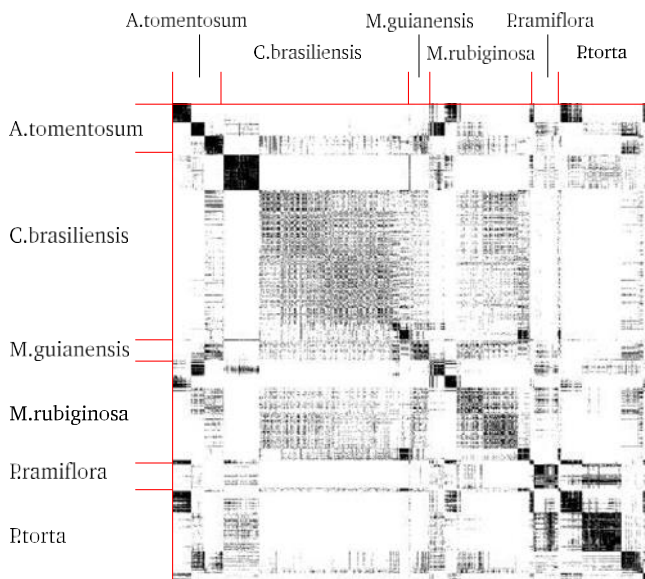 A.tomentosum
M.guianensis
P.ramiflora
C.brasiliensis
M.rubiginosa
P.torta
A.tomentosum
C.brasiliensis
M.guianensis
M.rubiginosa
P.ramiflora
P.torta